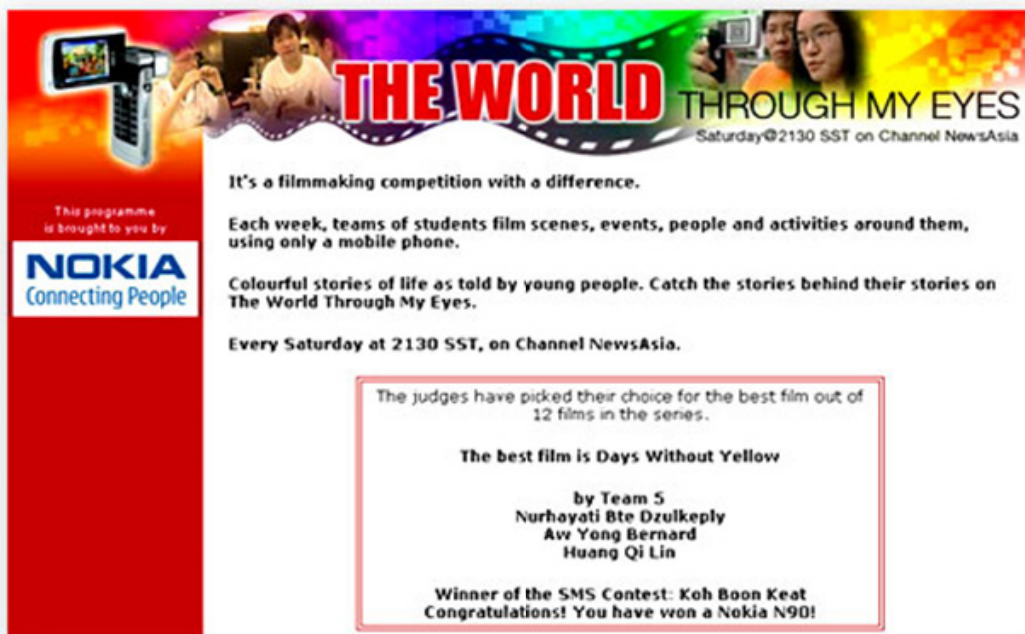 THE WORLD
THROUGH MY EYES
Saturday@2130 SST on Channel NewsAsia
This programme
is brought to you by
NOKIA
Connecting People
It's a filmmaking competition with a difference.
Each week, teams of students film scenes, events, people and activities around them,
using only a mobile phone.
Colourful stories of life as told by young people. Catch the stories behind their stories on
The World Through My Eyes.
Every Saturday at 2130 SST, on Channel NewsAsia.
The judges have picked their choice for the best film out of
12 films in the series.
The best film is Days Without Yellow
by Team 5
Nurhayati Bte Dzulkeply
Aw Yong Bernard
Huang Qi Lin
Winner of the SMS Contest: Koh Boon Keat
Congratulations! You have won a Nokia N90!